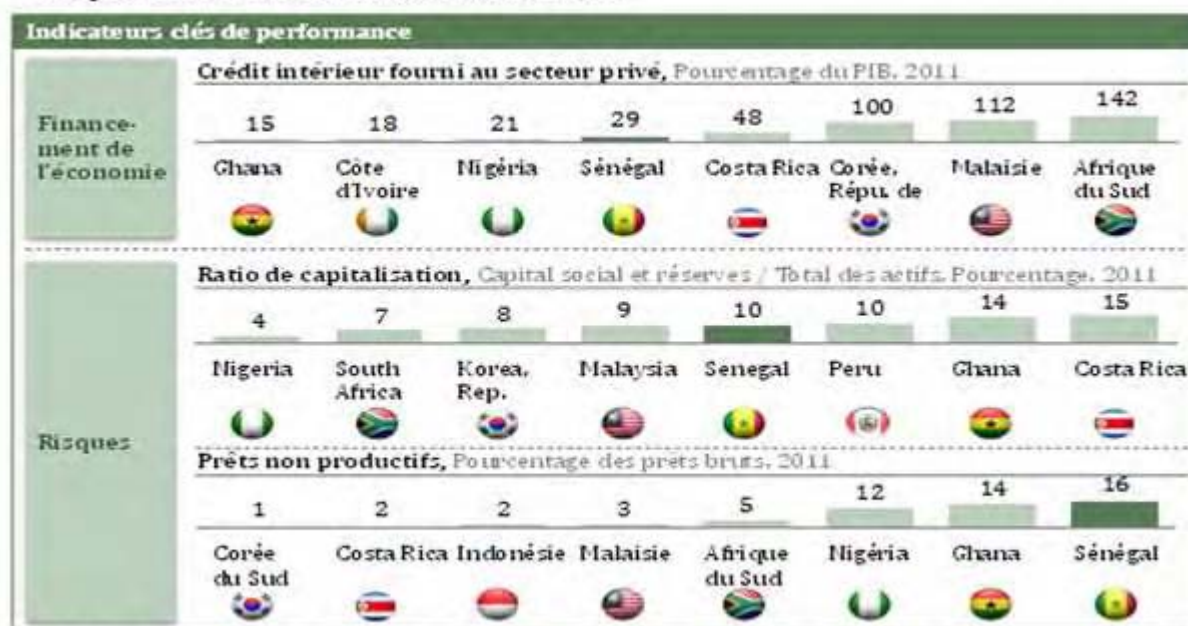 Indicateurs clés de performance
Finance-
ment de
l'économie
Crédit intérieur fourni au secteur privé, Pourcentage du PIB, 2011
15 18 21 29 48 100 112 142
Ghana Côte d'Ivoire Nigéria Sénégal Costa Rica Corée, Répu. de Malaisie Afrique du Sud
Risques
Ratio de capitalisation, Capital social et réserves / Total des actifs. Pourcentage, 2011
4 7 8 9 10 10 14 15
Nigeria South Africa Korea, Rep. Malaysia Senegal Peru Ghana Costa Rica
Prêts non productifs, Pourcentage des prêts bruts, 2011
1 2 2 3 5 12 14 16
Corée du Sud Costa Rica Indonésie Malaisie Afrique du Sud Nigéria Ghana Sénégal